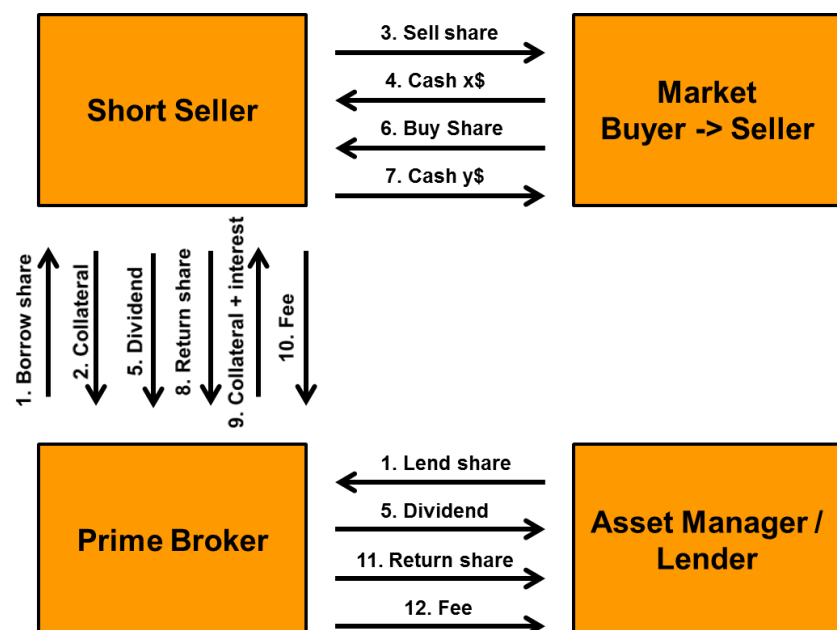 3. Sell share
4. Cash x$
6. Buy Share
7. Cash y$
Short Seller
Market
Buyer -> Seller
1. Borrow share
2. Collateral
5. Dividend
8. Return share
9. Collateral + interest
10. Fee
Prime Broker
1. Lend share
5. Dividend
11. Return share
12. Fee
Asset Manager /
Lender